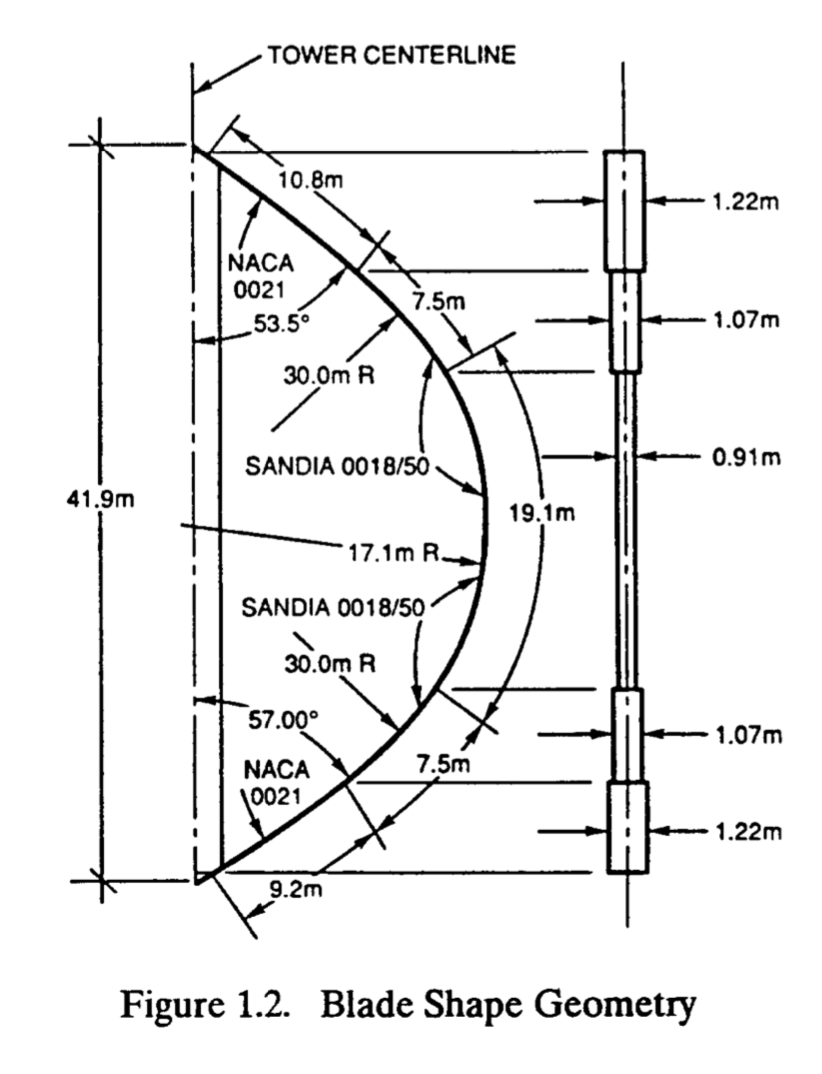 TOWER CENTERLINE
10.8m
1.22m
NACA
0021
7.5m
53.5°
1.07m
30.0m R
SANDIA 0018/50
0.91m
41.9m
19.1m
17.1m R
SANDIA 0018/50
30.0m R
57.00°
1.07m
7.5m
NACA
0021
1.22m
9.2m
Figure 1.2. Blade Shape Geometry